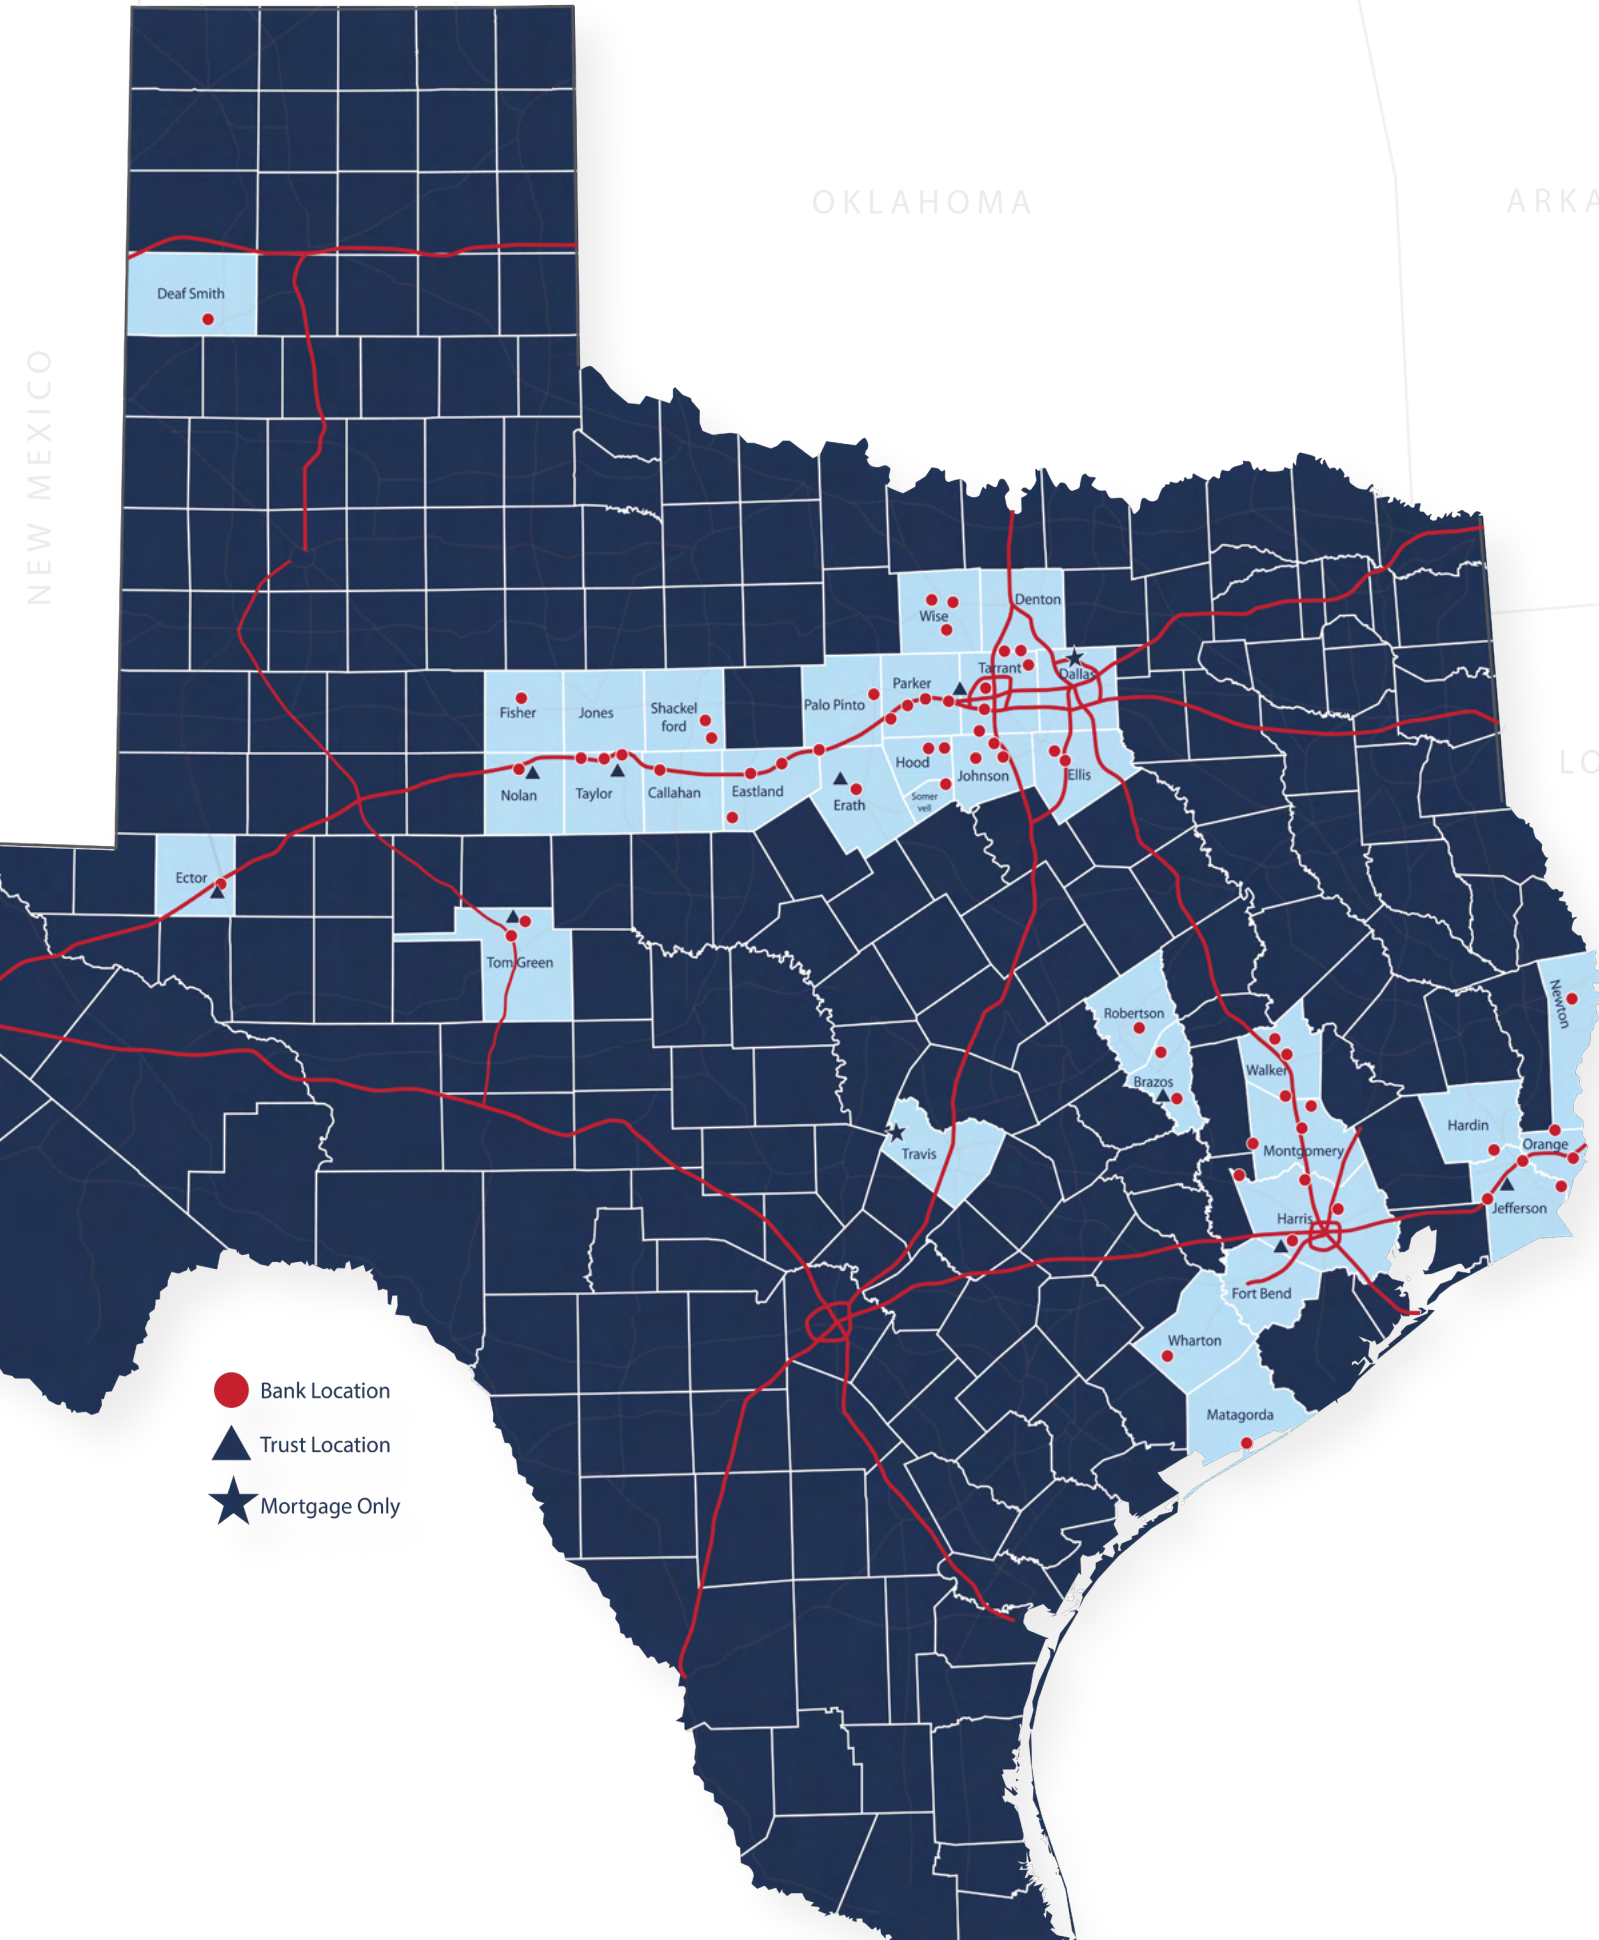 OKLAHOMA
ARKA
NEW MEXICO
LO
Deaf Smith
Denton
Wise
Tarrant
Dallas
Parker
Palo Pinto
Fisher
Jones
Shackel
ford
Hood
Johnson
Ellis
Somer
vell
Erath
Nolan
Taylor
Callahan
Eastland
Ector
Tom Green
Newton
Robertson
Brazos
Walker
Travis
Hardin
Orange
Montgomery
Jefferson
Harris
Fort Bend
Wharton
Matagorda
Bank Location
Trust Location
Mortgage Only